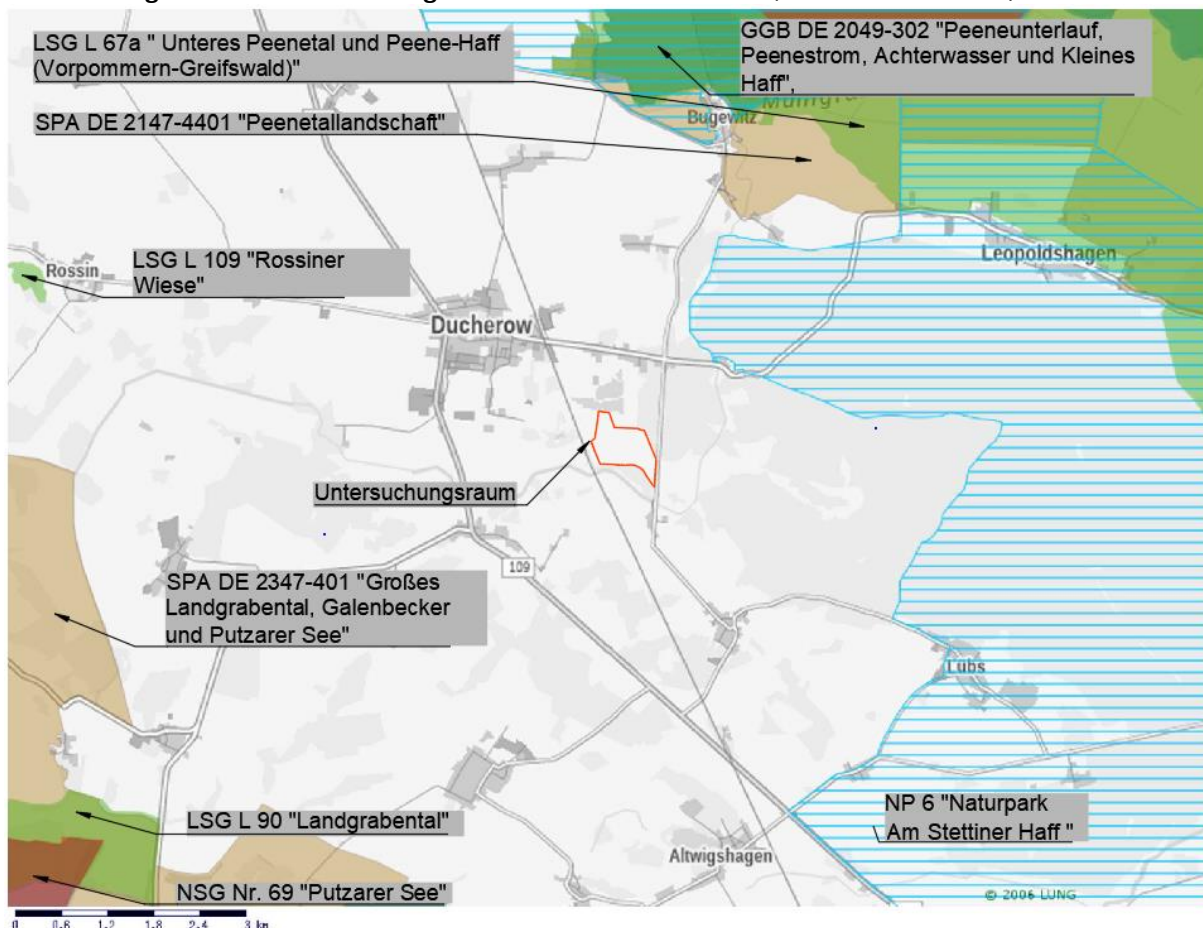 LSG L 67a " Unteres Peenetal und Peene-Haff
(Vorpommern-Greifswald)"
GGB DE 2049-302 "Peeneunterlauf,
Peenestrom, Achterwasser und Kleines
Haff",
SPA DE 2147-4401 "Peenetallandschaft"
Bugewitz
LSG L 109 "Rossiner
Wiese"
Rossin
Leopoldshagen
Ducherow
Untersuchungsraum
109
SPA DE 2347-401 "Großes
Landgrabental, Galenbecker
und Putzarer See"
Lübs
LSG L 90 "Landgrabental"
NP 6 "Naturpark
Am Stettiner Haff "
Altwigshagen
NSG Nr. 69 "Putzarer See"
© 2006 LUNG
0 0.6 1.2 1.8 2.4 3 km